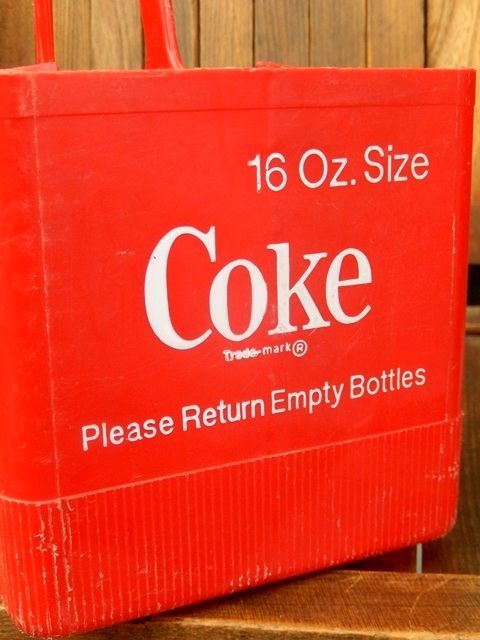 16 Oz. Size
Coke
Trade-mark ®
Please Return Empty Bottles